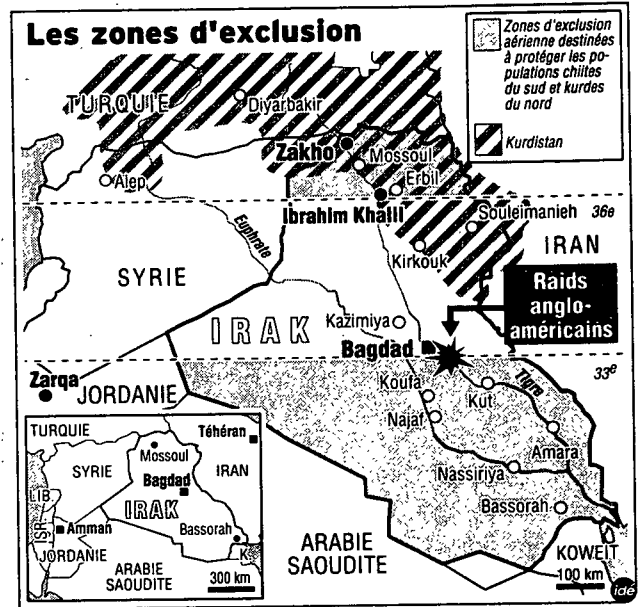 Les zones d'exclusion
Zones d'exclusion
aérienne destinées
à protéger les po-
pulations chiites
du sud et kurdes
du nord
Kurdistan
TURQUIE
Diyarbakir
Zakho
Mossoul
Erbil
Alep
Ibrahim Khalil
Souleimanieh
36e
Euphrate
Kirkouk
IRAN
SYRIE
Raids
anglo-
américains
IRAK
Kazimiya
Bagdad
33e
Zarqa
JORDANIE
Koufa
Kut
Tigre
Najaf
Amara
Nassiriya
Bassorah
ARABIE
SAOUDITE
KOWEIT
100 km
ide
TURQUIE
Téhéran
Mossoul
SYRIE
IRAN
Bagdad
LIB.
IRAK
ISR.
Amman
Bassorah
JORDANIE
K.
ARABIE
SAOUDITE
300 km